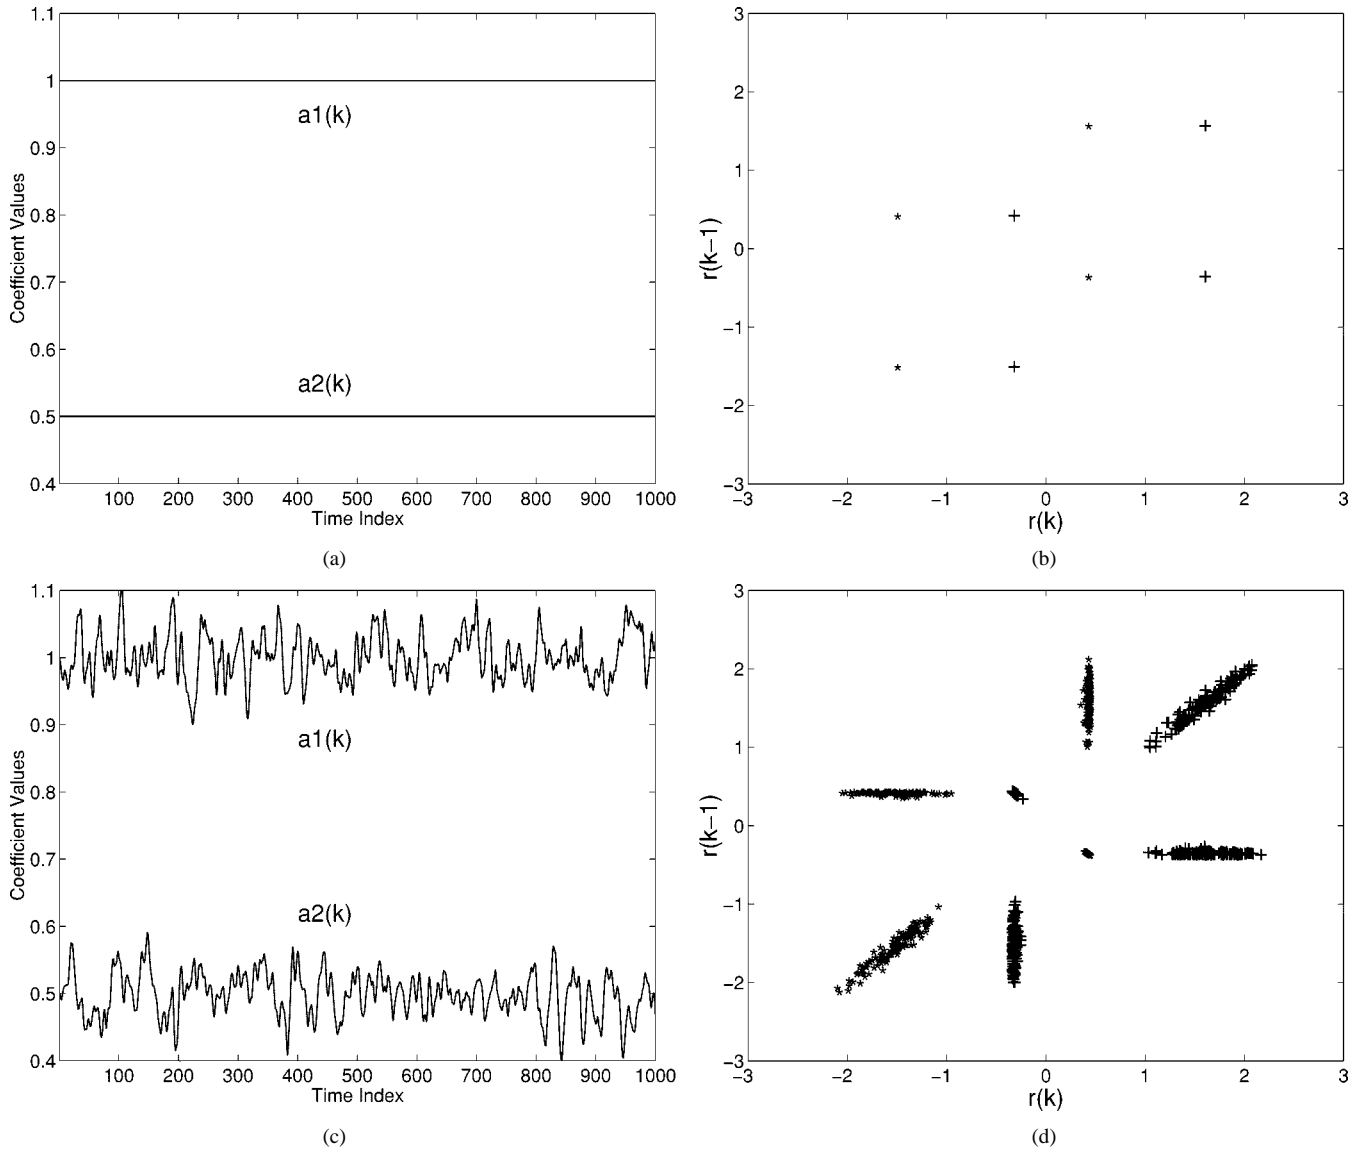 1.1
1
0.9
0.8
0.7
0.6
0.5
0.4
Coefficient Values
a1(k)
a2(k)
100 200 300 400 500 600 700 800 900 1000
Time Index
(a)
3
2
1
0
−1
−2
−3
r(k−1)
−3 −2 −1 0 1 2 3
r(k)
(b)
1.1
1
0.9
0.8
0.7
0.6
0.5
0.4
Coefficient Values
a1(k)
a2(k)
100 200 300 400 500 600 700 800 900 1000
Time Index
(c)
3
2
1
0
−1
−2
−3
r(k−1)
−3 −2 −1 0 1 2 3
r(k)
(d)